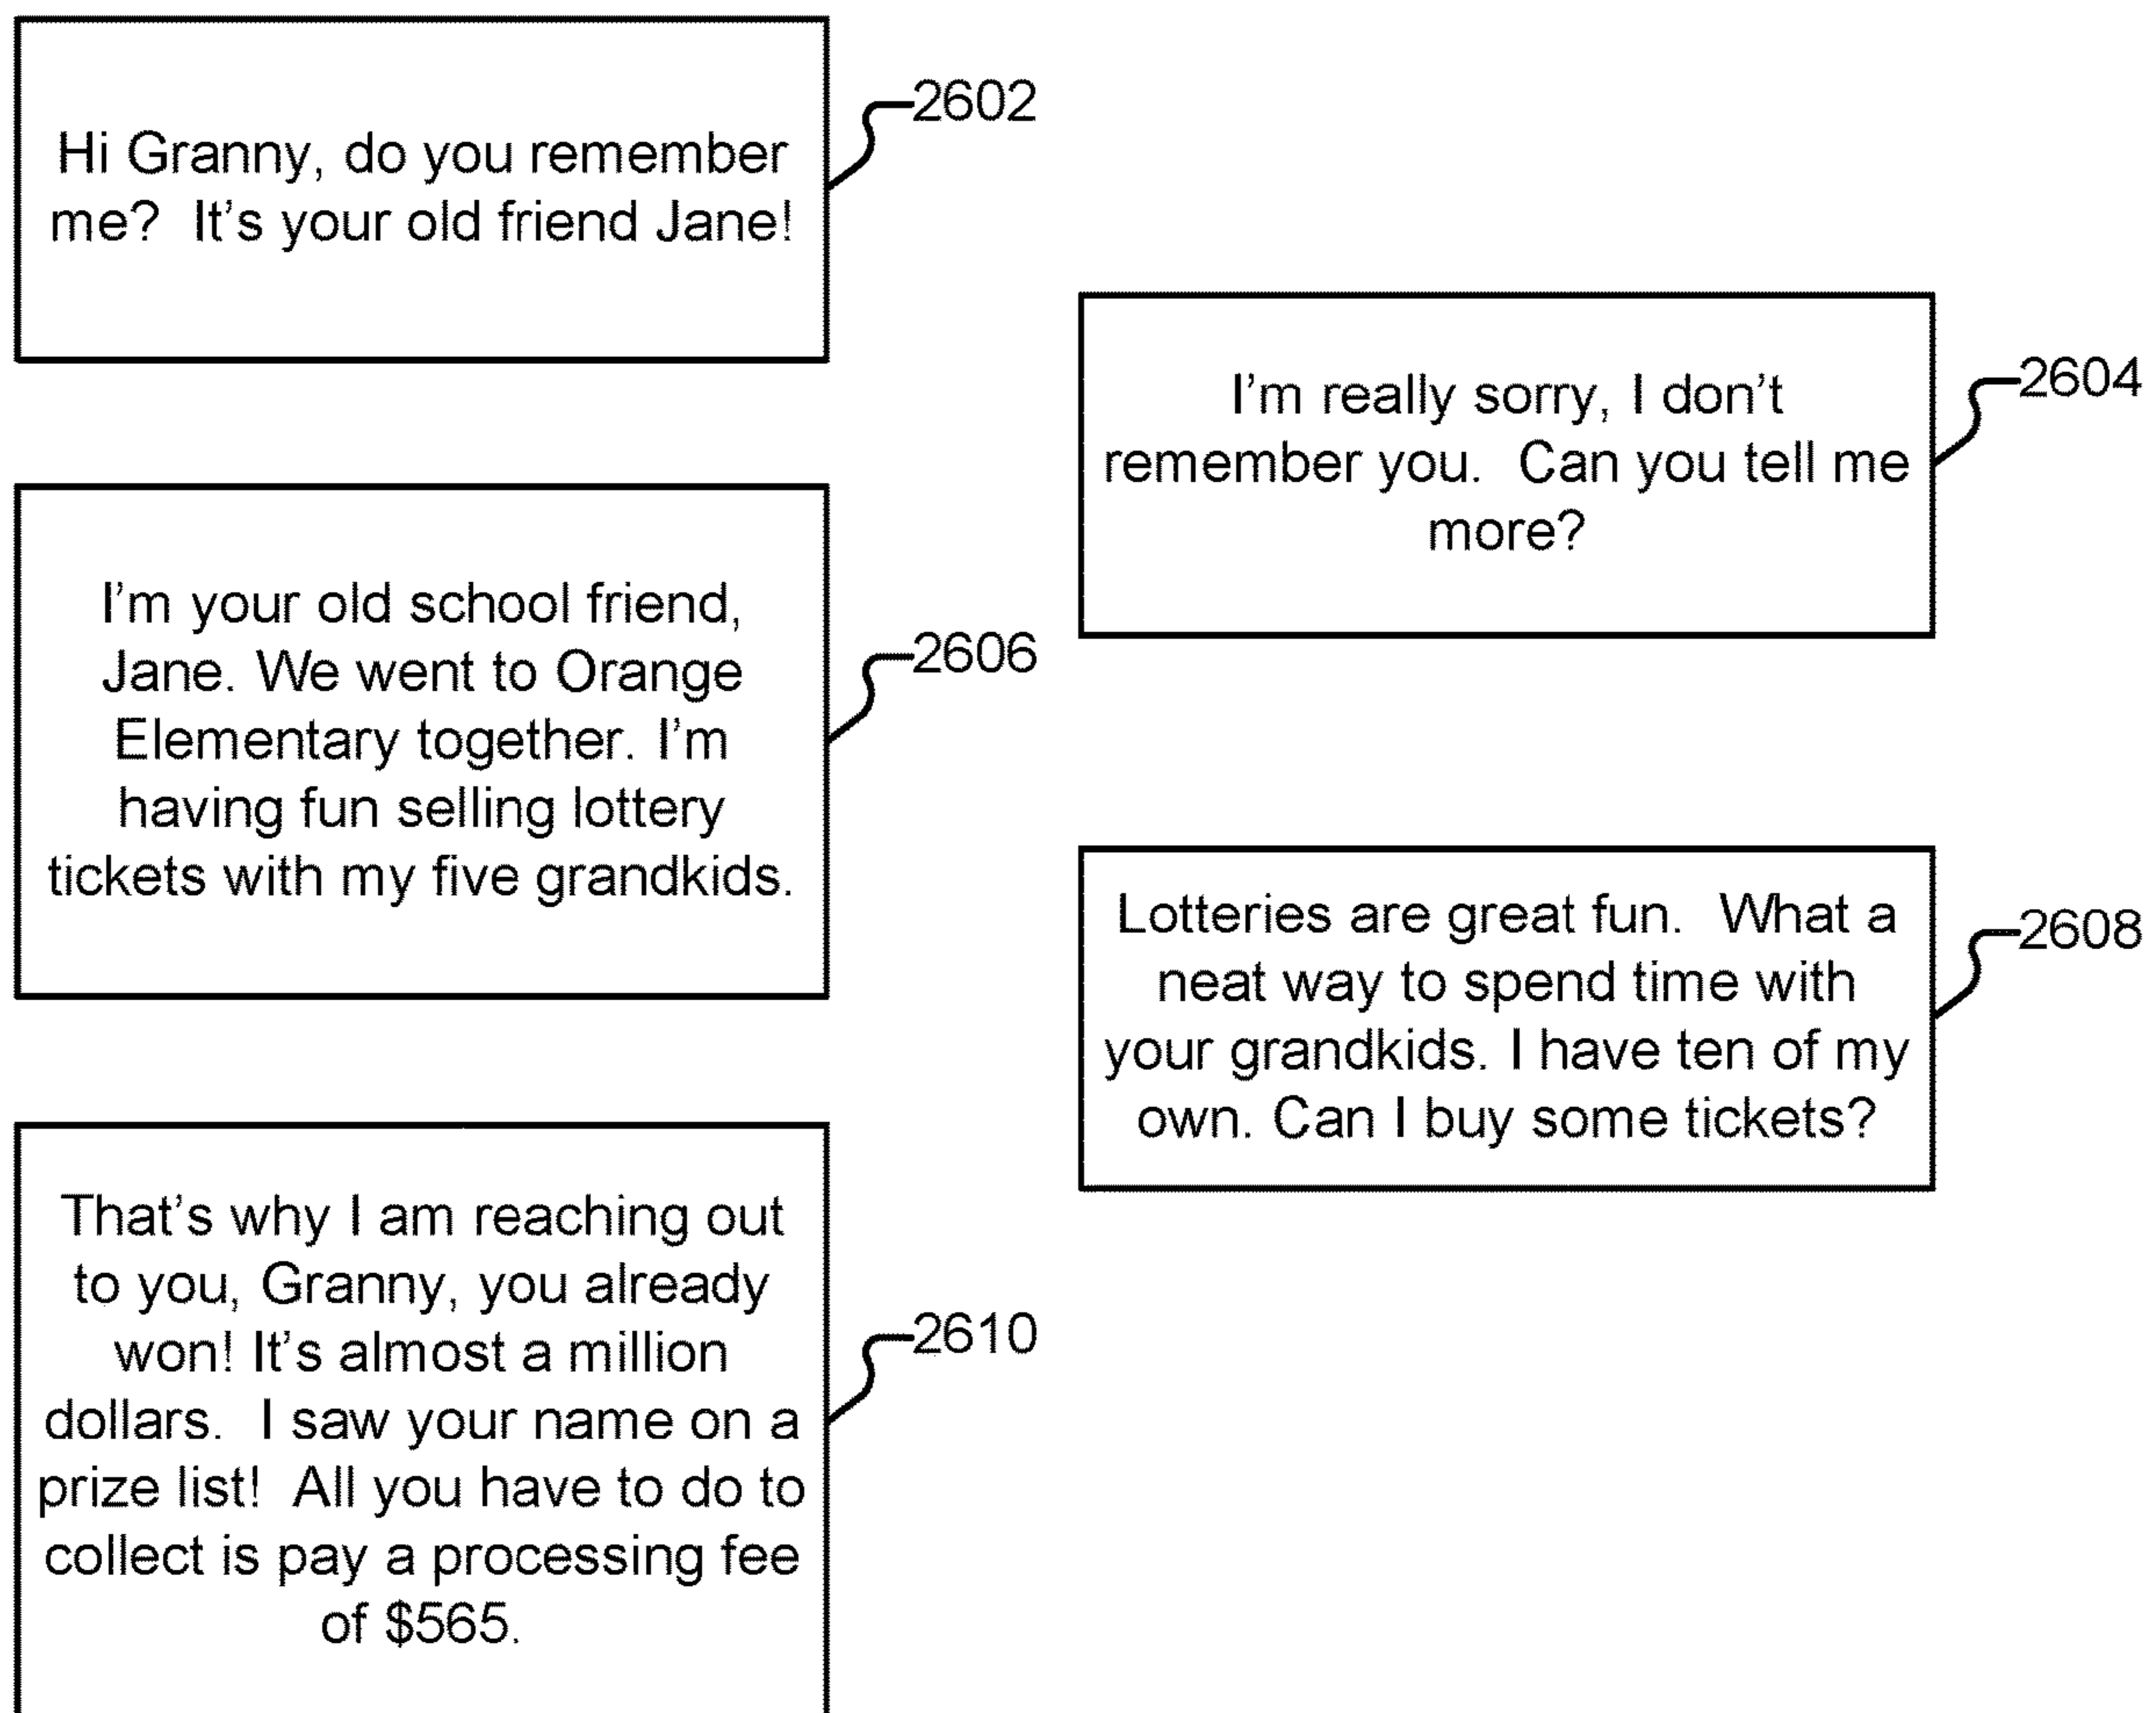 Hi Granny, do you remember
me?  It's your old friend Jane!
2602
I'm really sorry, I don't
remember you.  Can you tell me
more?
2604
I'm your old school friend,
Jane. We went to Orange
Elementary together. I'm
having fun selling lottery
tickets with my five grandkids.
2606
Lotteries are great fun.  What a
neat way to spend time with
your grandkids. I have ten of my
own. Can I buy some tickets?
2608
That's why I am reaching out
to you, Granny, you already
won! It's almost a million
dollars.  I saw your name on a
prize list!  All you have to do to
collect is pay a processing fee
of $565.
2610